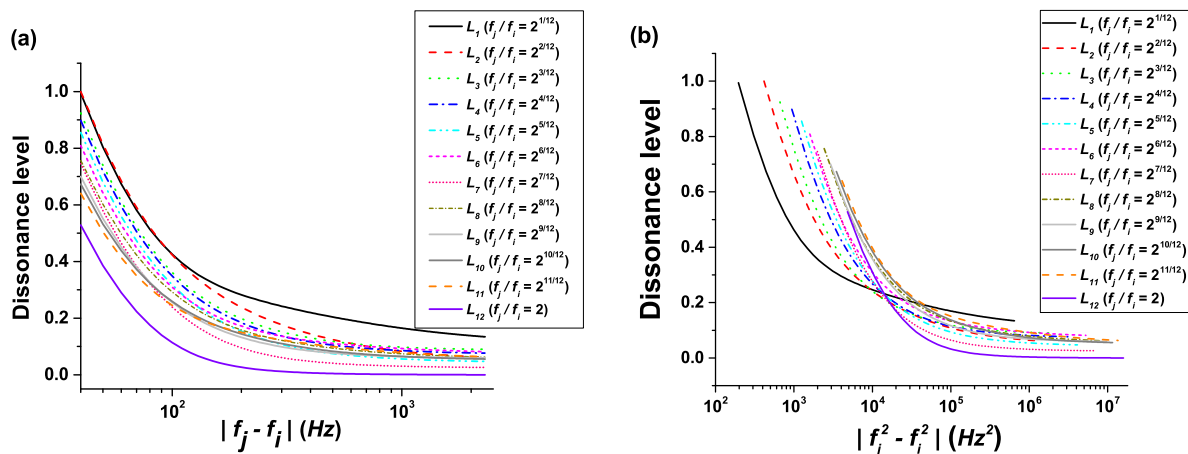 (a)
L₁ (fⱼ / fᵢ = 2^1/12)
L₂ (fⱼ / fᵢ = 2^2/12)
L₃ (fⱼ / fᵢ = 2^3/12)
L₄ (fⱼ / fᵢ = 2^4/12)
L₅ (fⱼ / fᵢ = 2^5/12)
L₆ (fⱼ / fᵢ = 2^6/12)
L₇ (fⱼ / fᵢ = 2^7/12)
L₈ (fⱼ / fᵢ = 2^8/12)
L₉ (fⱼ / fᵢ = 2^9/12)
L₁₀ (fⱼ / fᵢ = 2^10/12)
L₁₁ (fⱼ / fᵢ = 2^11/12)
L₁₂ (fⱼ / fᵢ = 2)
Dissonance level
1.0
0.8
0.6
0.4
0.2
0.0
10²
10³
| fⱼ - fᵢ | (Hz)
(b)
L₁ (fⱼ / fᵢ = 2^1/12)
L₂ (fⱼ / fᵢ = 2^2/12)
L₃ (fⱼ / fᵢ = 2^3/12)
L₄ (fⱼ / fᵢ = 2^4/12)
L₅ (fⱼ / fᵢ = 2^5/12)
L₆ (fⱼ / fᵢ = 2^6/12)
L₇ (fⱼ / fᵢ = 2^7/12)
L₈ (fⱼ / fᵢ = 2^8/12)
L₉ (fⱼ / fᵢ = 2^9/12)
L₁₀ (fⱼ / fᵢ = 2^10/12)
L₁₁ (fⱼ / fᵢ = 2^11/12)
L₁₂ (fⱼ / fᵢ = 2)
Dissonance level
1.0
0.8
0.6
0.4
0.2
0.0
10²
10³
10⁴
10⁵
10⁶
10⁷
| fᵢ² - fᵢ² | (Hz²)